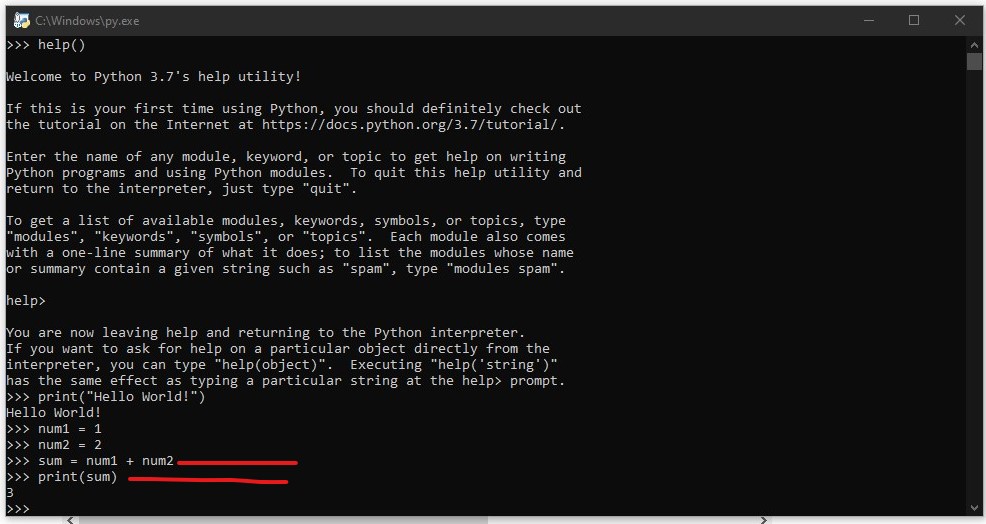 C:\Windows\py.exe
>>> help()
Welcome to Python 3.7's help utility!
If this is your first time using Python, you should definitely check out
the tutorial on the Internet at https://docs.python.org/3.7/tutorial/.
Enter the name of any module, keyword, or topic to get help on writing
Python programs and using Python modules.  To quit this help utility and
return to the interpreter, just type "quit".
To get a list of available modules, keywords, symbols, or topics, type
"modules", "keywords", "symbols", or "topics".  Each module also comes
with a one-line summary of what it does; to list the modules whose name
or summary contain a given string such as "spam", type "modules spam".
help>
You are now leaving help and returning to the Python interpreter.
If you want to ask for help on a particular object directly from the
interpreter, you can type "help(object)".  Executing "help('string')"
has the same effect as typing a particular string at the help> prompt.
>>> print("Hello World!")
Hello World!
>>> num1 = 1
>>> num2 = 2
>>> sum = num1 + num2
>>> print(sum)
3
>>>